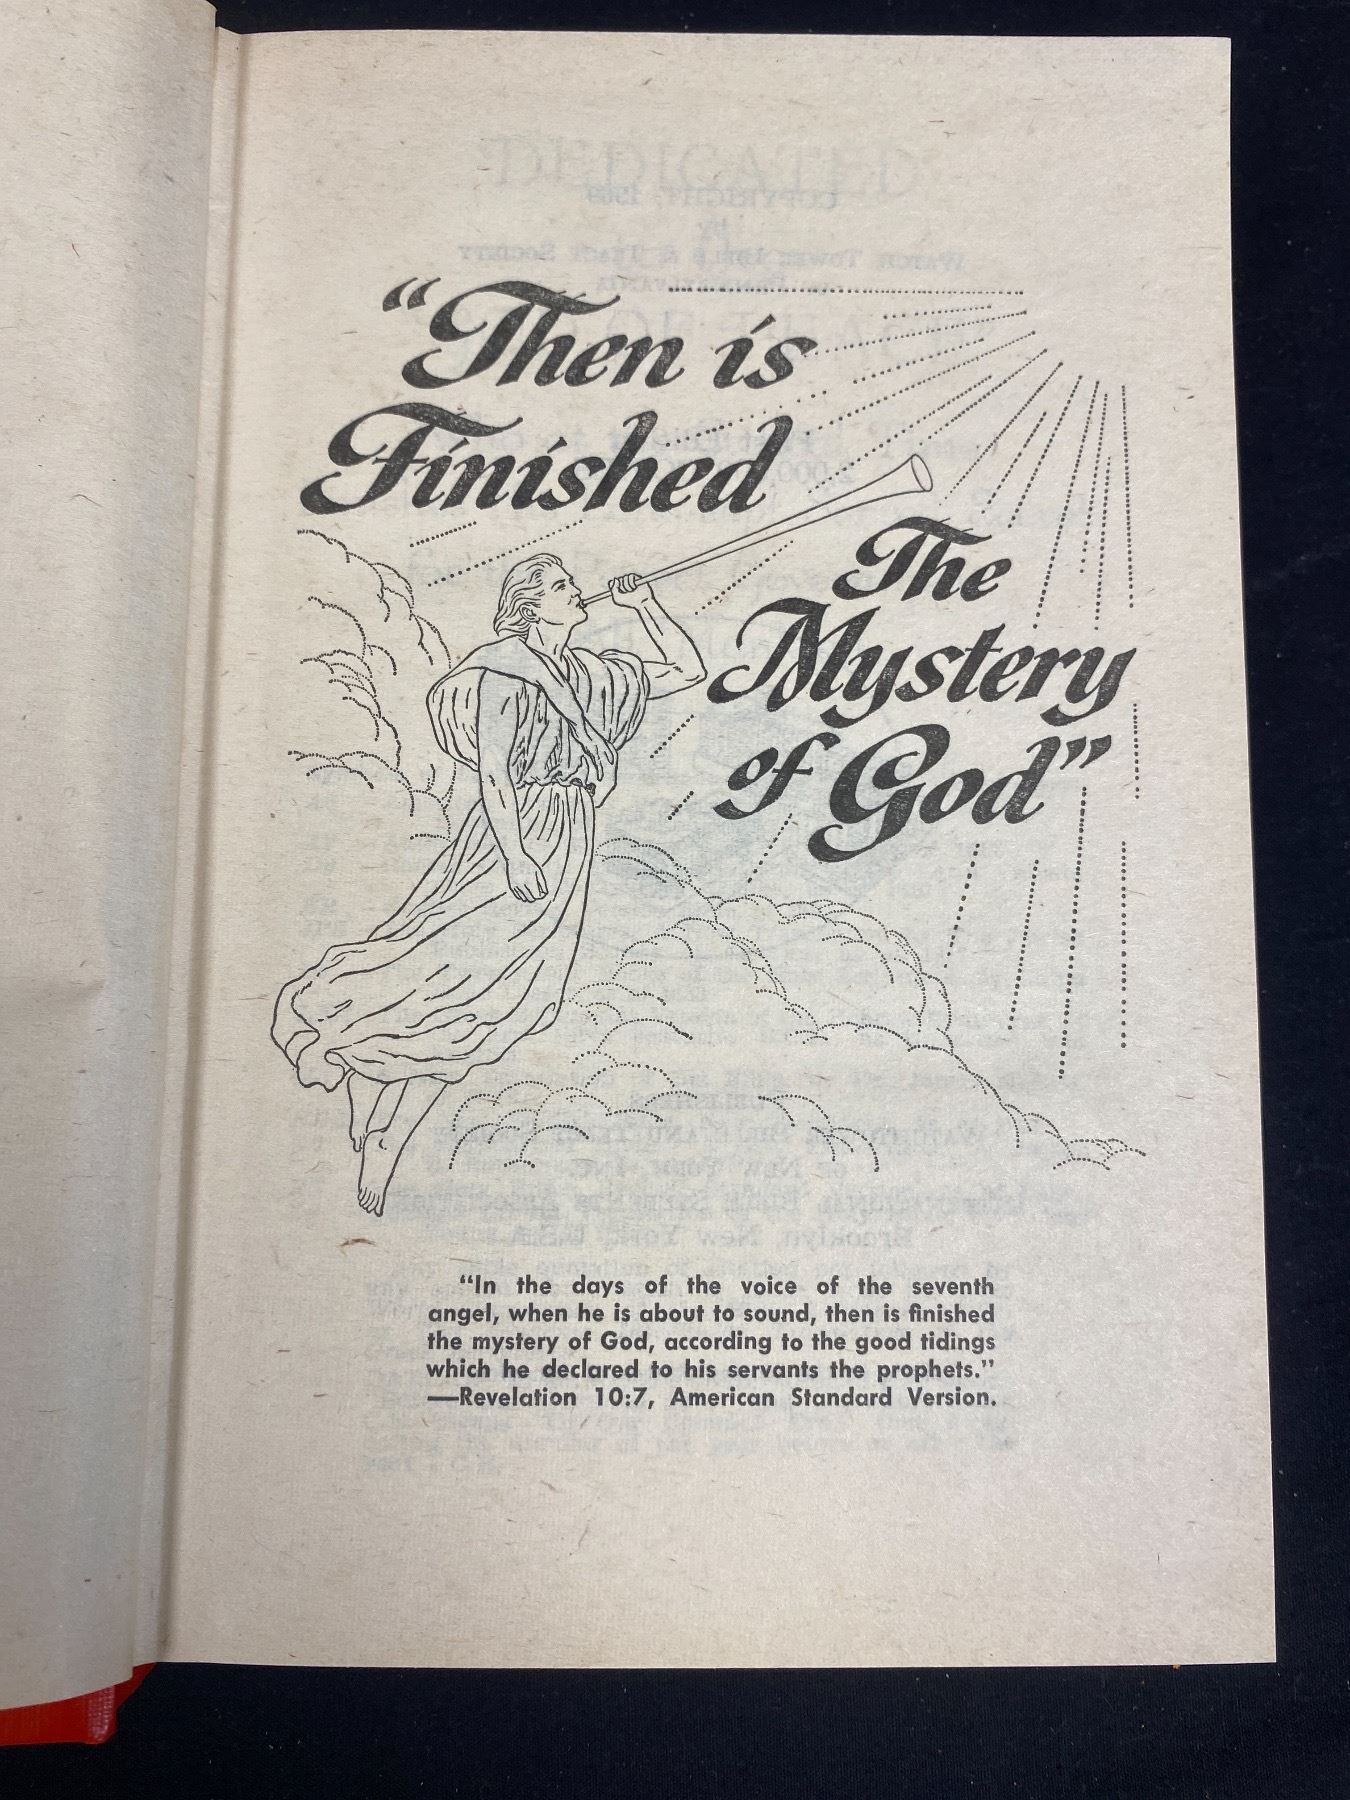 “Then is
Finished
The
Mystery
of God”
“In the days of the voice of the seventh
angel, when he is about to sound, then is finished
the mystery of God, according to the good tidings
which he declared to his servants the prophets.”
—Revelation 10:7, American Standard Version.